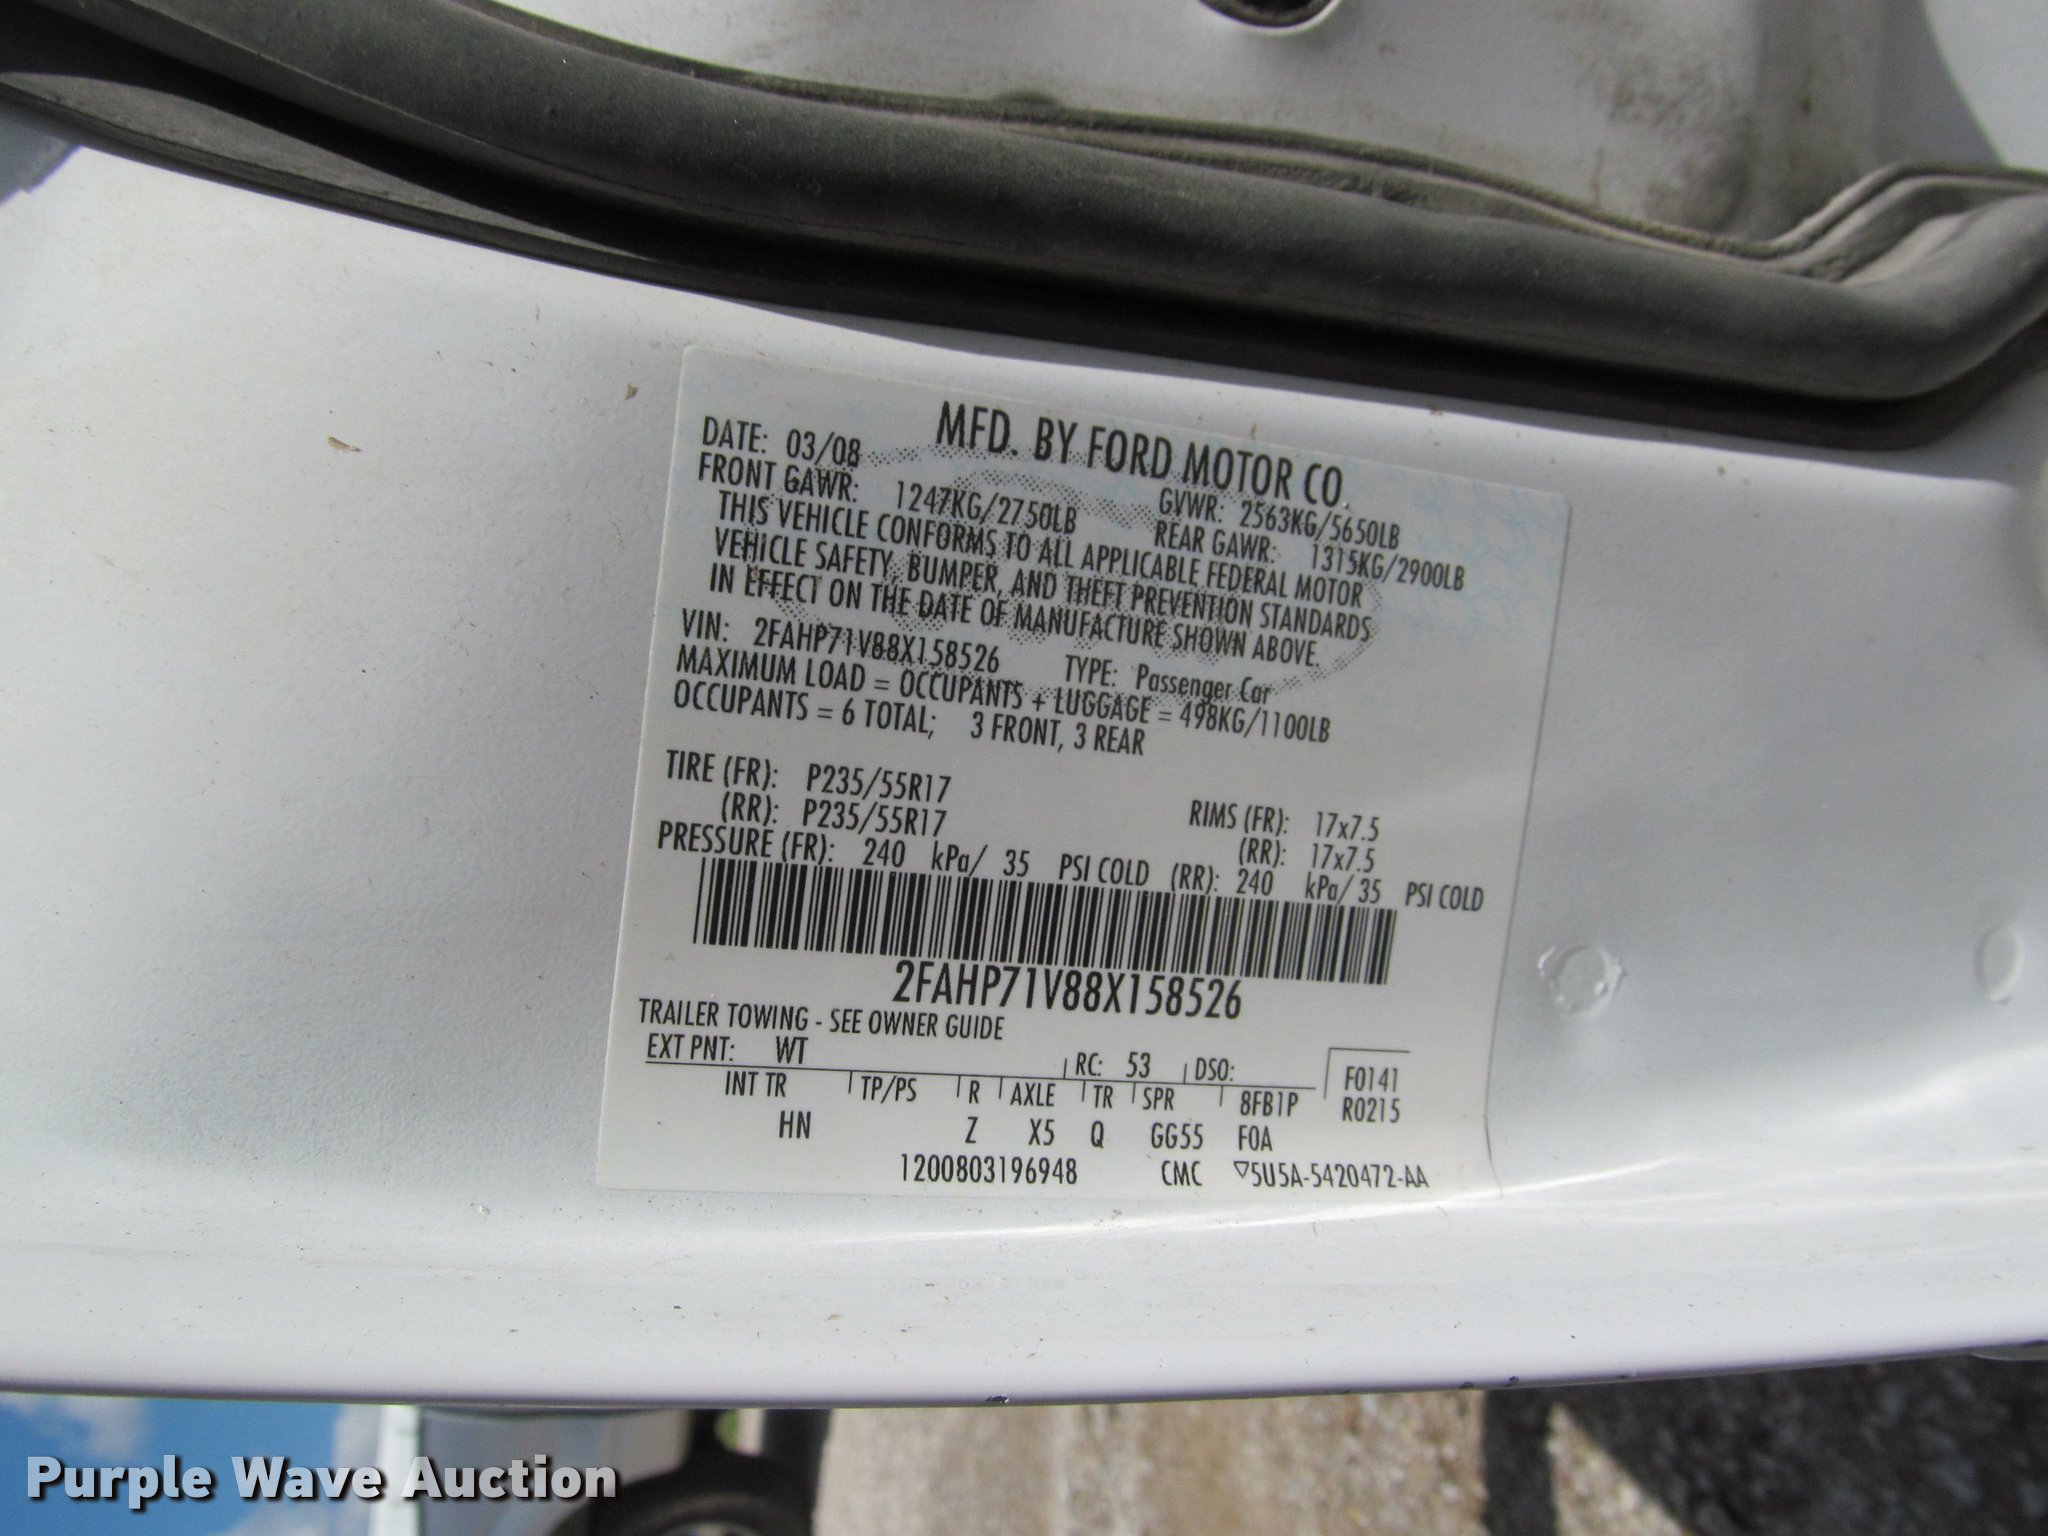 MFD. BY FORD MOTOR CO.
DATE: 03/08 GVWR: 2563KG/5650LB
FRONT GAWR: 1247KG/2750LB REAR GAWR: 1315KG/2900LB
THIS VEHICLE CONFORMS TO ALL APPLICABLE FEDERAL MOTOR
VEHICLE SAFETY, BUMPER, AND THEFT PREVENTION STANDARDS
IN EFFECT ON THE DATE OF MANUFACTURE SHOWN ABOVE.
VIN: 2FAHP71V88X158526 TYPE: Passenger Car
MAXIMUM LOAD = OCCUPANTS + LUGGAGE = 498KG/1100LB
OCCUPANTS = 6 TOTAL; 3 FRONT, 3 REAR
TIRE (FR): P235/55R17 RIMS (FR): 17x7.5
(RR): P235/55R17 (RR): 17x7.5
PRESSURE (FR): 240 kPa/ 35 PSI COLD (RR): 240 kPa/ 35 PSI COLD
2FAHP71V88X158526
TRAILER TOWING - SEE OWNER GUIDE
EXT PNT: WT RC: 53 DSO: F0141
INT TR TP/PS R AXLE TR SPR 8FB1P R0215
HN Z X5 Q GG55 F0A
1200803196948 CMC ▽5U5A-5420472-AA
Purple Wave Auction